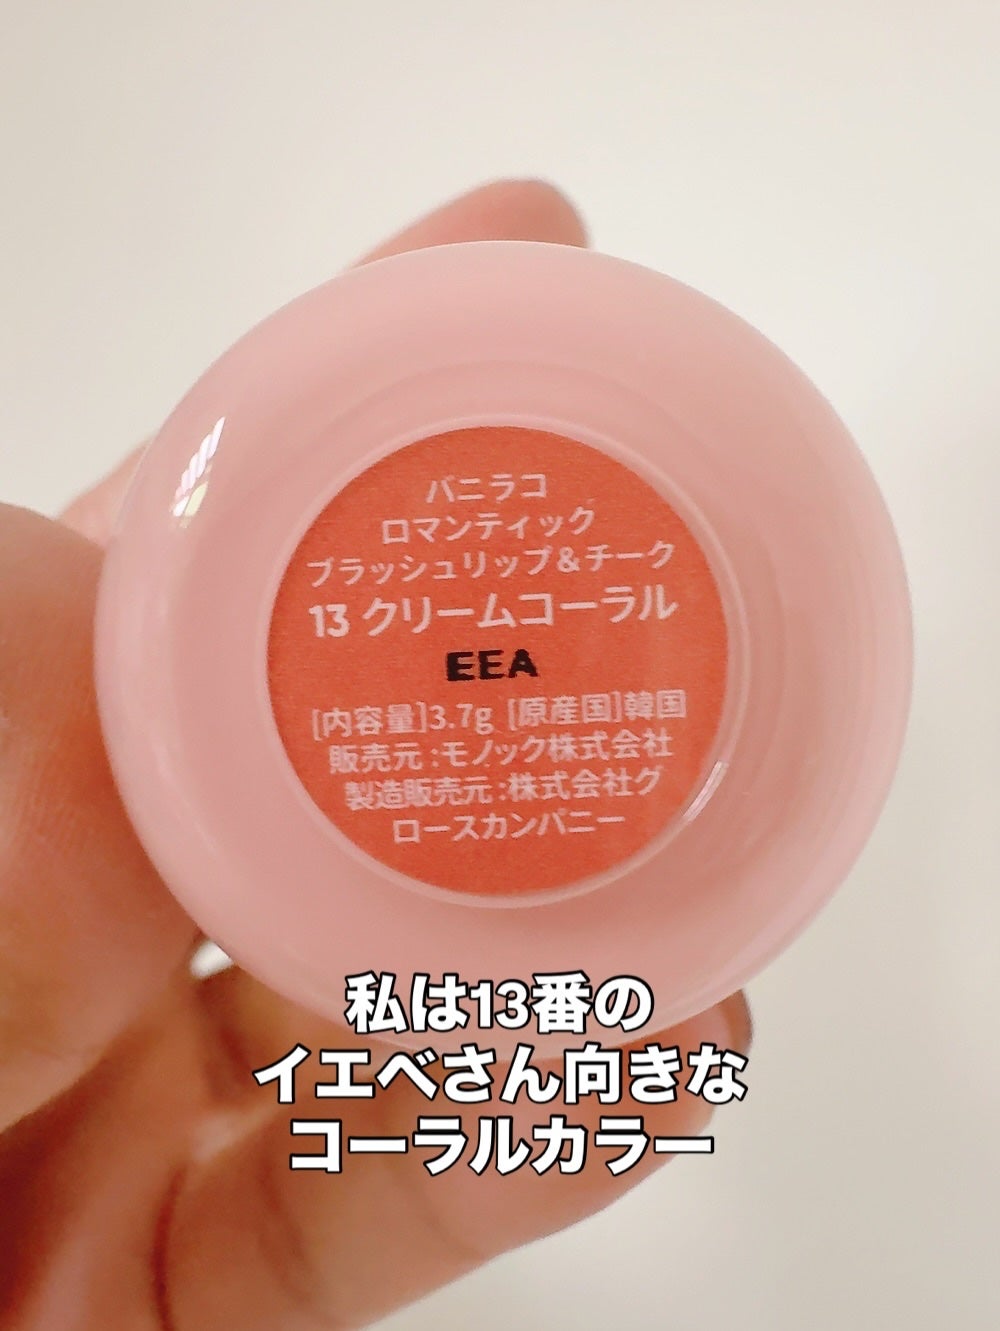 バニラコ
ロマンティック
ブラッシュリップ&チーク
13 クリームコーラル
EEA
[内容量]3.7g [原産国]韓国
販売元:モノック株式会社
製造販売元:株式会社グ
ロースカンパニー
私は13番の
イエベさん向きな
コーラルカラー